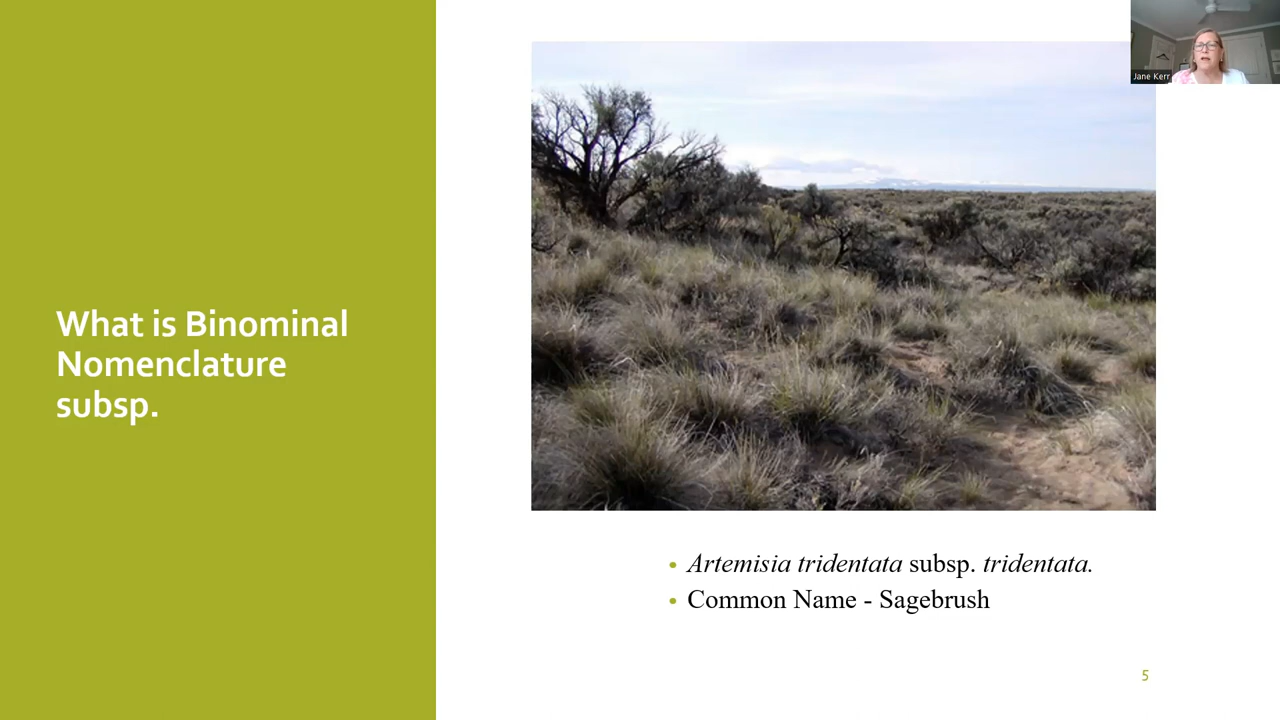 Jane Kerr
What is Binominal
Nomenclature
subsp.
• Artemisia tridentata subsp. tridentata.
• Common Name - Sagebrush
5